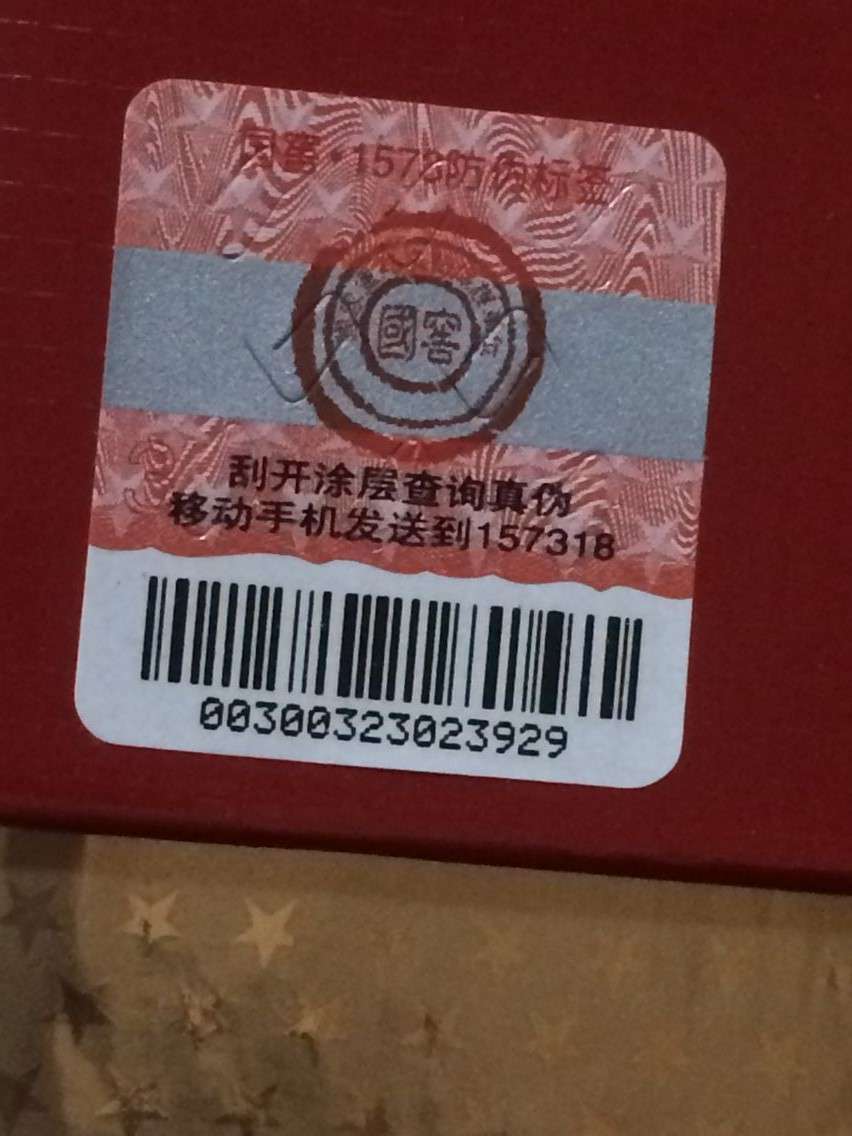 国窖·1573防伪标签
國窖
刮开涂层查询真伪
移动手机发送到157318
00300323023929